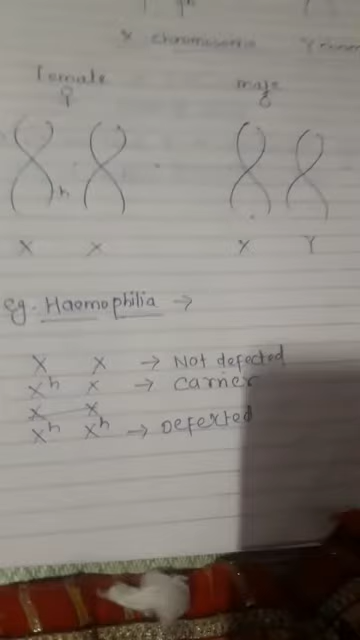 X chromosome Y
Female male
♀ ♂
h
X X X Y
eg. Haemophilia →
X X → Not defected
Xʰ X → Carrier
X X
Xʰ Xʰ → Defected